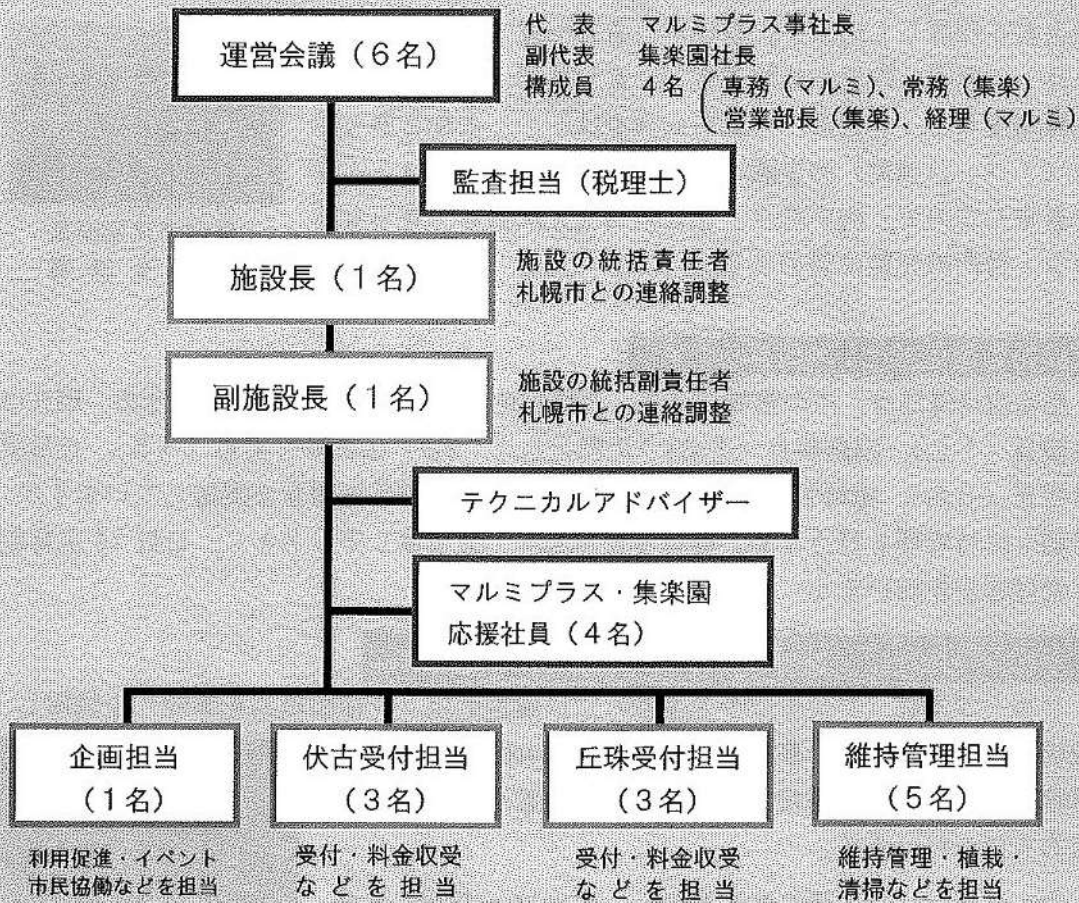 運営会議（6名）
代 表 マルミプラス事社長
副代表 集楽園社長
構成員 4名 専務（マルミ）、常務（集楽）
営業部長（集楽）、経理（マルミ）
監査担当（税理士）
施設長（1名）
施設の統括責任者
札幌市との連絡調整
副施設長（1名）
施設の統括副責任者
札幌市との連絡調整
テクニカルアドバイザー
マルミプラス・集楽園
応援社員（4名）
企画担当
（1名）
利用促進・イベント
市民協働などを担当
伏古受付担当
（3名）
受付・料金収受
などを担当
丘珠受付担当
（3名）
受付・料金収受
などを担当
維持管理担当
（5名）
維持管理・植栽・
清掃などを担当